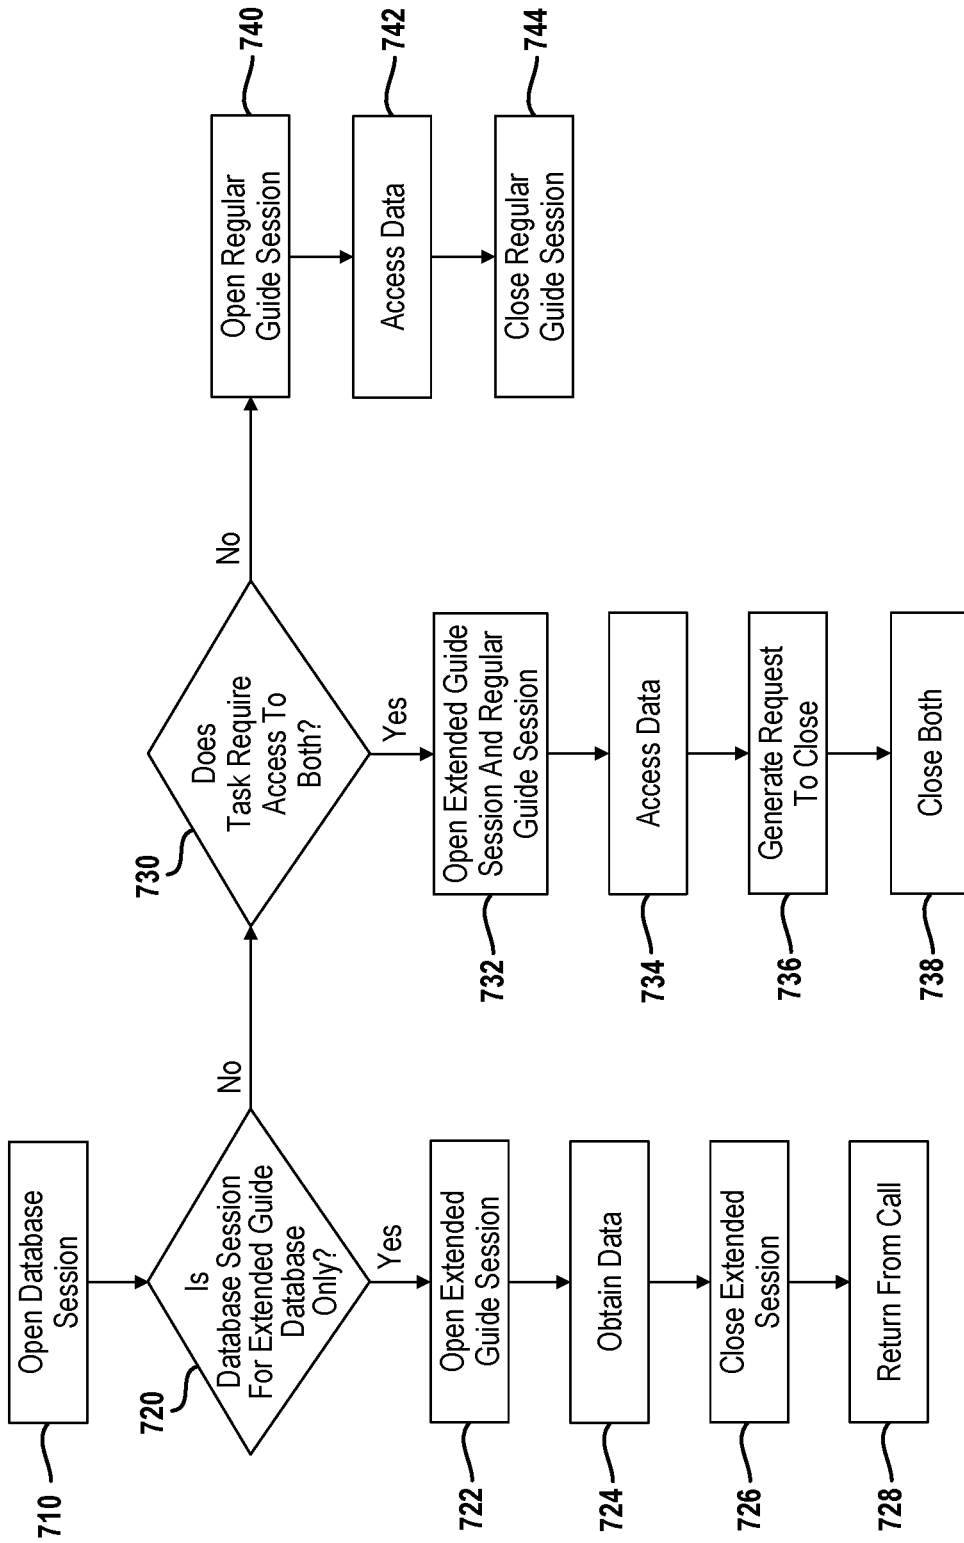 710
Open Database
Session
720
Is
Database Session
For Extended Guide
Database
Only?
Yes
No
722
Open Extended
Guide Session
724
Obtain Data
726
Close Extended
Session
728
Return From Call
730
Does
Task Require
Access To
Both?
Yes
No
732
Open Extended Guide
Session And Regular
Guide Session
734
Access Data
736
Generate Request
To Close
738
Close Both
740
Open Regular
Guide Session
742
Access Data
744
Close Regular
Guide Session